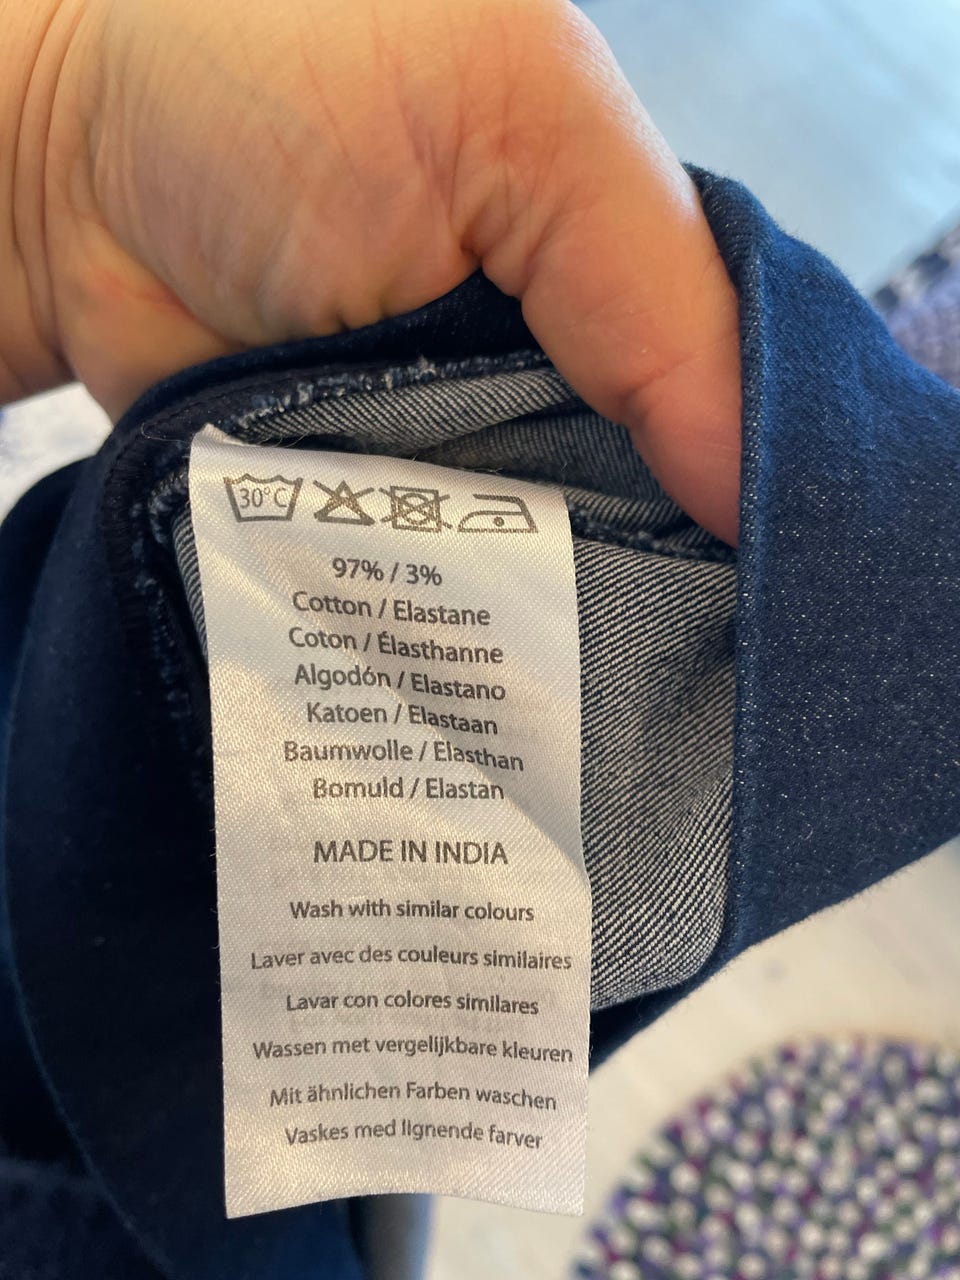 30°C
97% / 3%
Cotton / Elastane
Coton / Élasthanne
Algodón / Elastano
Katoen / Elastaan
Baumwolle / Elasthan
Bomuld / Elastan
MADE IN INDIA
Wash with similar colours
Laver avec des couleurs similaires
Lavar con colores similares
Wassen met vergelijkbare kleuren
Mit ähnlichen Farben waschen
Vaskes med lignende farver